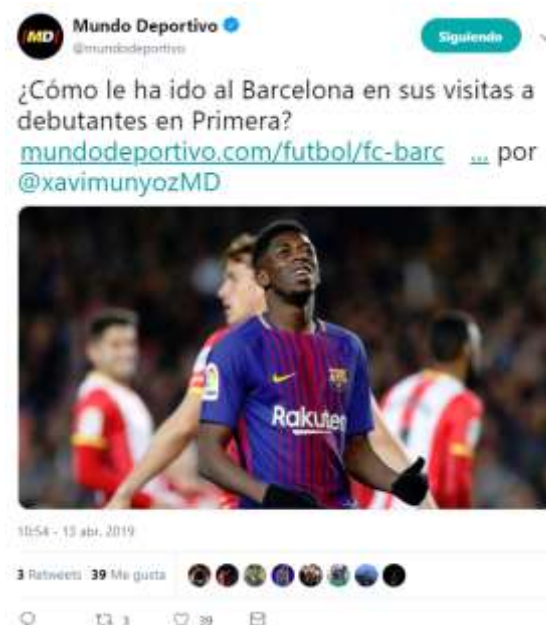 MD
Mundo Deportivo
Siguiendo
@mundodeportivo
¿Cómo le ha ido al Barcelona en sus visitas a
debutantes en Primera?
mundodeportivo.com/futbol/fc-barc ... por
@xavimunyozMD
Rakuten
10:54 - 13 abr. 2019
3 Retweets 39 Me gusta
3 39